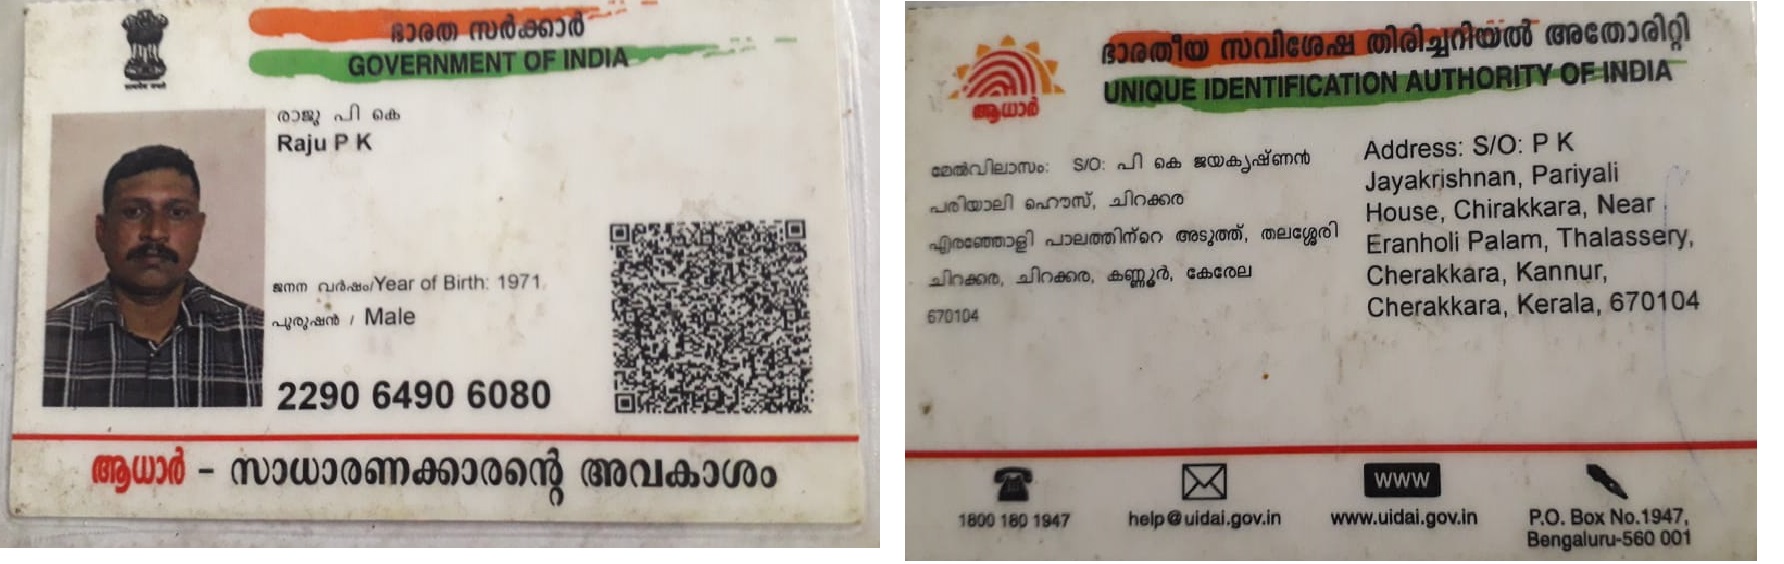 ഭാരത സർക്കാർ
GOVERNMENT OF INDIA
രാജു പി കെ
Raju P K
ജനന വർഷം/Year of Birth: 1971
പുരുഷൻ / Male
2290 6490 6080
ആധാർ - സാധാരണക്കാരന്റെ അവകാശം
ഭാരതീയ സവിശേഷ തിരിച്ചറിയൽ അതോരിറ്റി
UNIQUE IDENTIFICATION AUTHORITY OF INDIA
ആധാർ
മേൽവിലാസം: S/O: പി കെ ജയകൃഷ്ണൻ
പരിയാലി ഹൌസ്, ചിറക്കര
എരഞ്ഞോളി പാലത്തിന്റെ അടുത്ത്, തലശ്ശേരി
ചിറക്കര, ചിറക്കര, കണ്ണൂർ, കേരേല
670104
Address: S/O: P K
Jayakrishnan, Pariyali
House, Chirakkara, Near
Eranholi Palam, Thalassery,
Cherakkara, Kannur,
Cherakkara, Kerala, 670104
1800 180 1947
help@uidai.gov.in
WWW
www.uidai.gov.in
P.O. Box No.1947,
Bengaluru-560 001